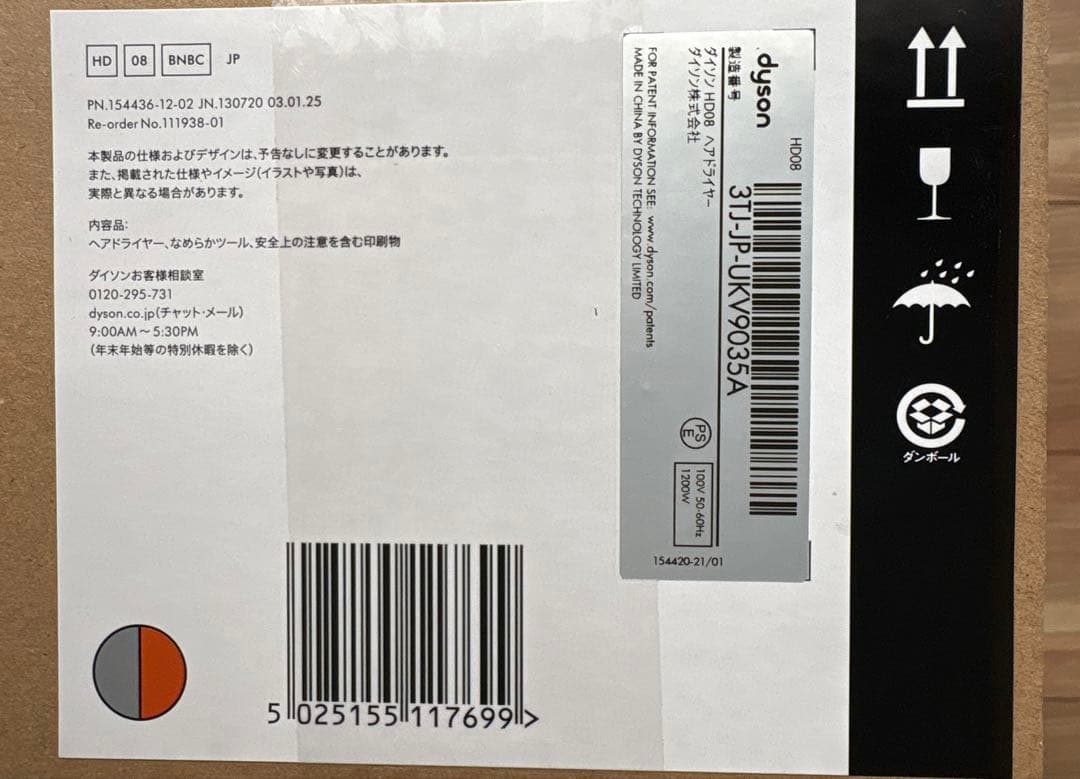 HD 08 BNBC JP
PN.154436-12-02 JN.130720 03.01.25
Re-order No.111938-01
本製品の仕様およびデザインは、予告なしに変更することがあります。
また、掲載された仕様やイメージ(イラストや写真)は、
実際と異なる場合があります。
内容品:
ヘアドライヤー、なめらかツール、安全上の注意を含む印刷物
ダイソンお客様相談室
0120-295-731
dyson.co.jp(チャット・メール)
9:00AM～5:30PM
(年末年始等の特別休暇を除く)
5 025155 117699 >
dyson
HD08
製造番号
3TJ-JP-UKV9035A
ダイソン HD08 ヘアドライヤー
ダイソン株式会社
PS
E
100V 50-60Hz
1200W
FOR PATENT INFORMATION SEE: www.dyson.com/patents
MADE IN CHINA BY DYSON TECHNOLOGY LIMITED
154420-21/01
ダンボール